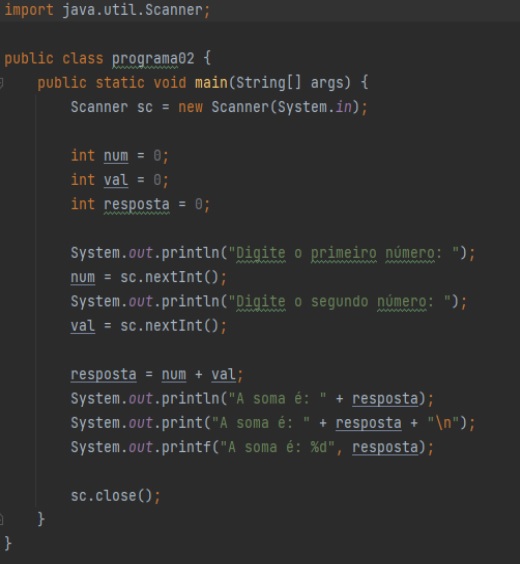 import java.util.Scanner;
public class programa02 {
public static void main(String[] args) {
Scanner sc = new Scanner(System.in);
int num = 0;
int val = 0;
int resposta = 0;
System.out.println("Digite o primeiro número: ");
num = sc.nextInt();
System.out.println("Digite o segundo número: ");
val = sc.nextInt();
resposta = num + val;
System.out.println("A soma é: " + resposta);
System.out.print("A soma é: " + resposta + "\n");
System.out.printf("A soma é: %d", resposta);
sc.close();
}
}